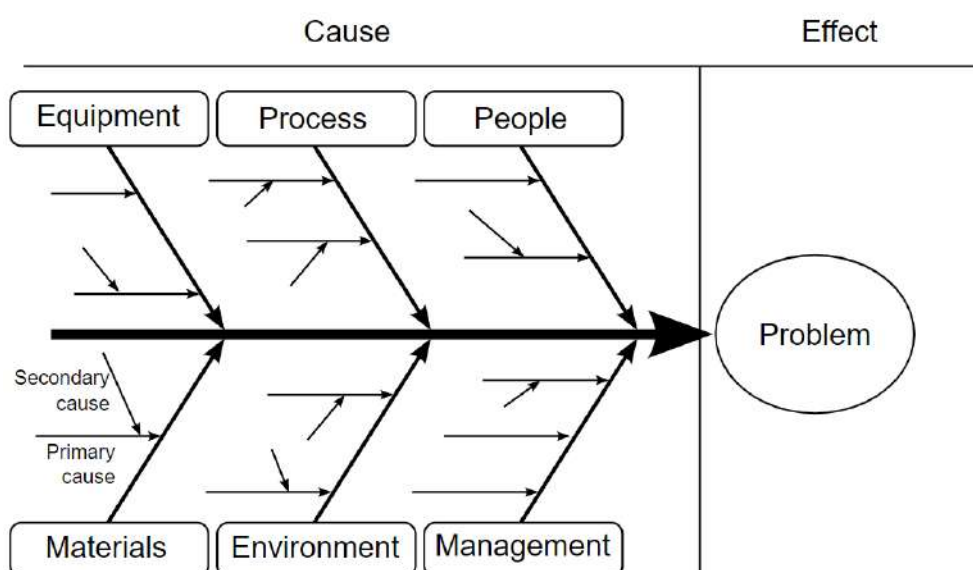 Cause
Effect
Equipment
Process
People
Problem
Secondary
cause
Primary
cause
Materials
Environment
Management